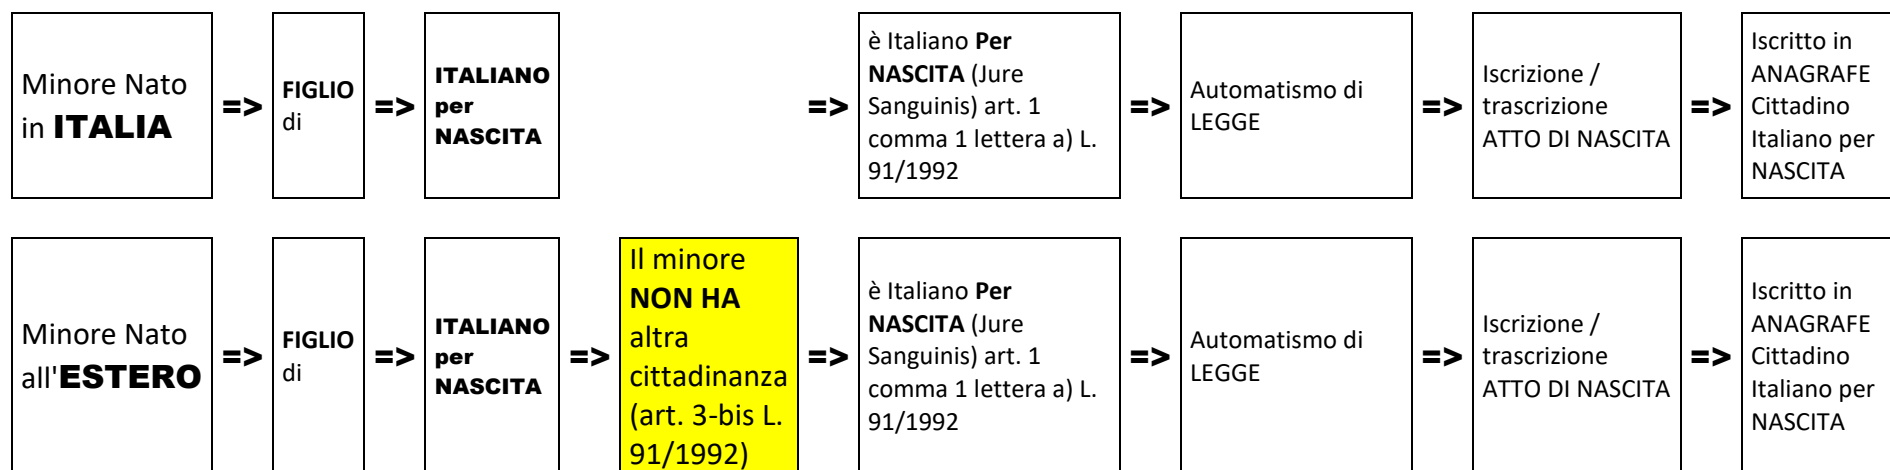 Minore Nato
in ITALIA
=>
FIGLIO
di
=>
ITALIANO
per
NASCITA
=>
è Italiano Per
NASCITA (Jure
Sanguinis) art. 1
comma 1 lettera a) L.
91/1992
=>
Automatismo di
LEGGE
=>
Iscrizione /
trascrizione
ATTO DI NASCITA
=>
Iscritto in
ANAGRAFE
Cittadino
Italiano per
NASCITA
Minore Nato
all'ESTERO
=>
FIGLIO
di
=>
ITALIANO
per
NASCITA
=>
Il minore
NON HA
altra
cittadinanza
(art. 3-bis L.
91/1992)
=>
è Italiano Per
NASCITA (Jure
Sanguinis) art. 1
comma 1 lettera a) L.
91/1992
=>
Automatismo di
LEGGE
=>
Iscrizione /
trascrizione
ATTO DI NASCITA
=>
Iscritto in
ANAGRAFE
Cittadino
Italiano per
NASCITA